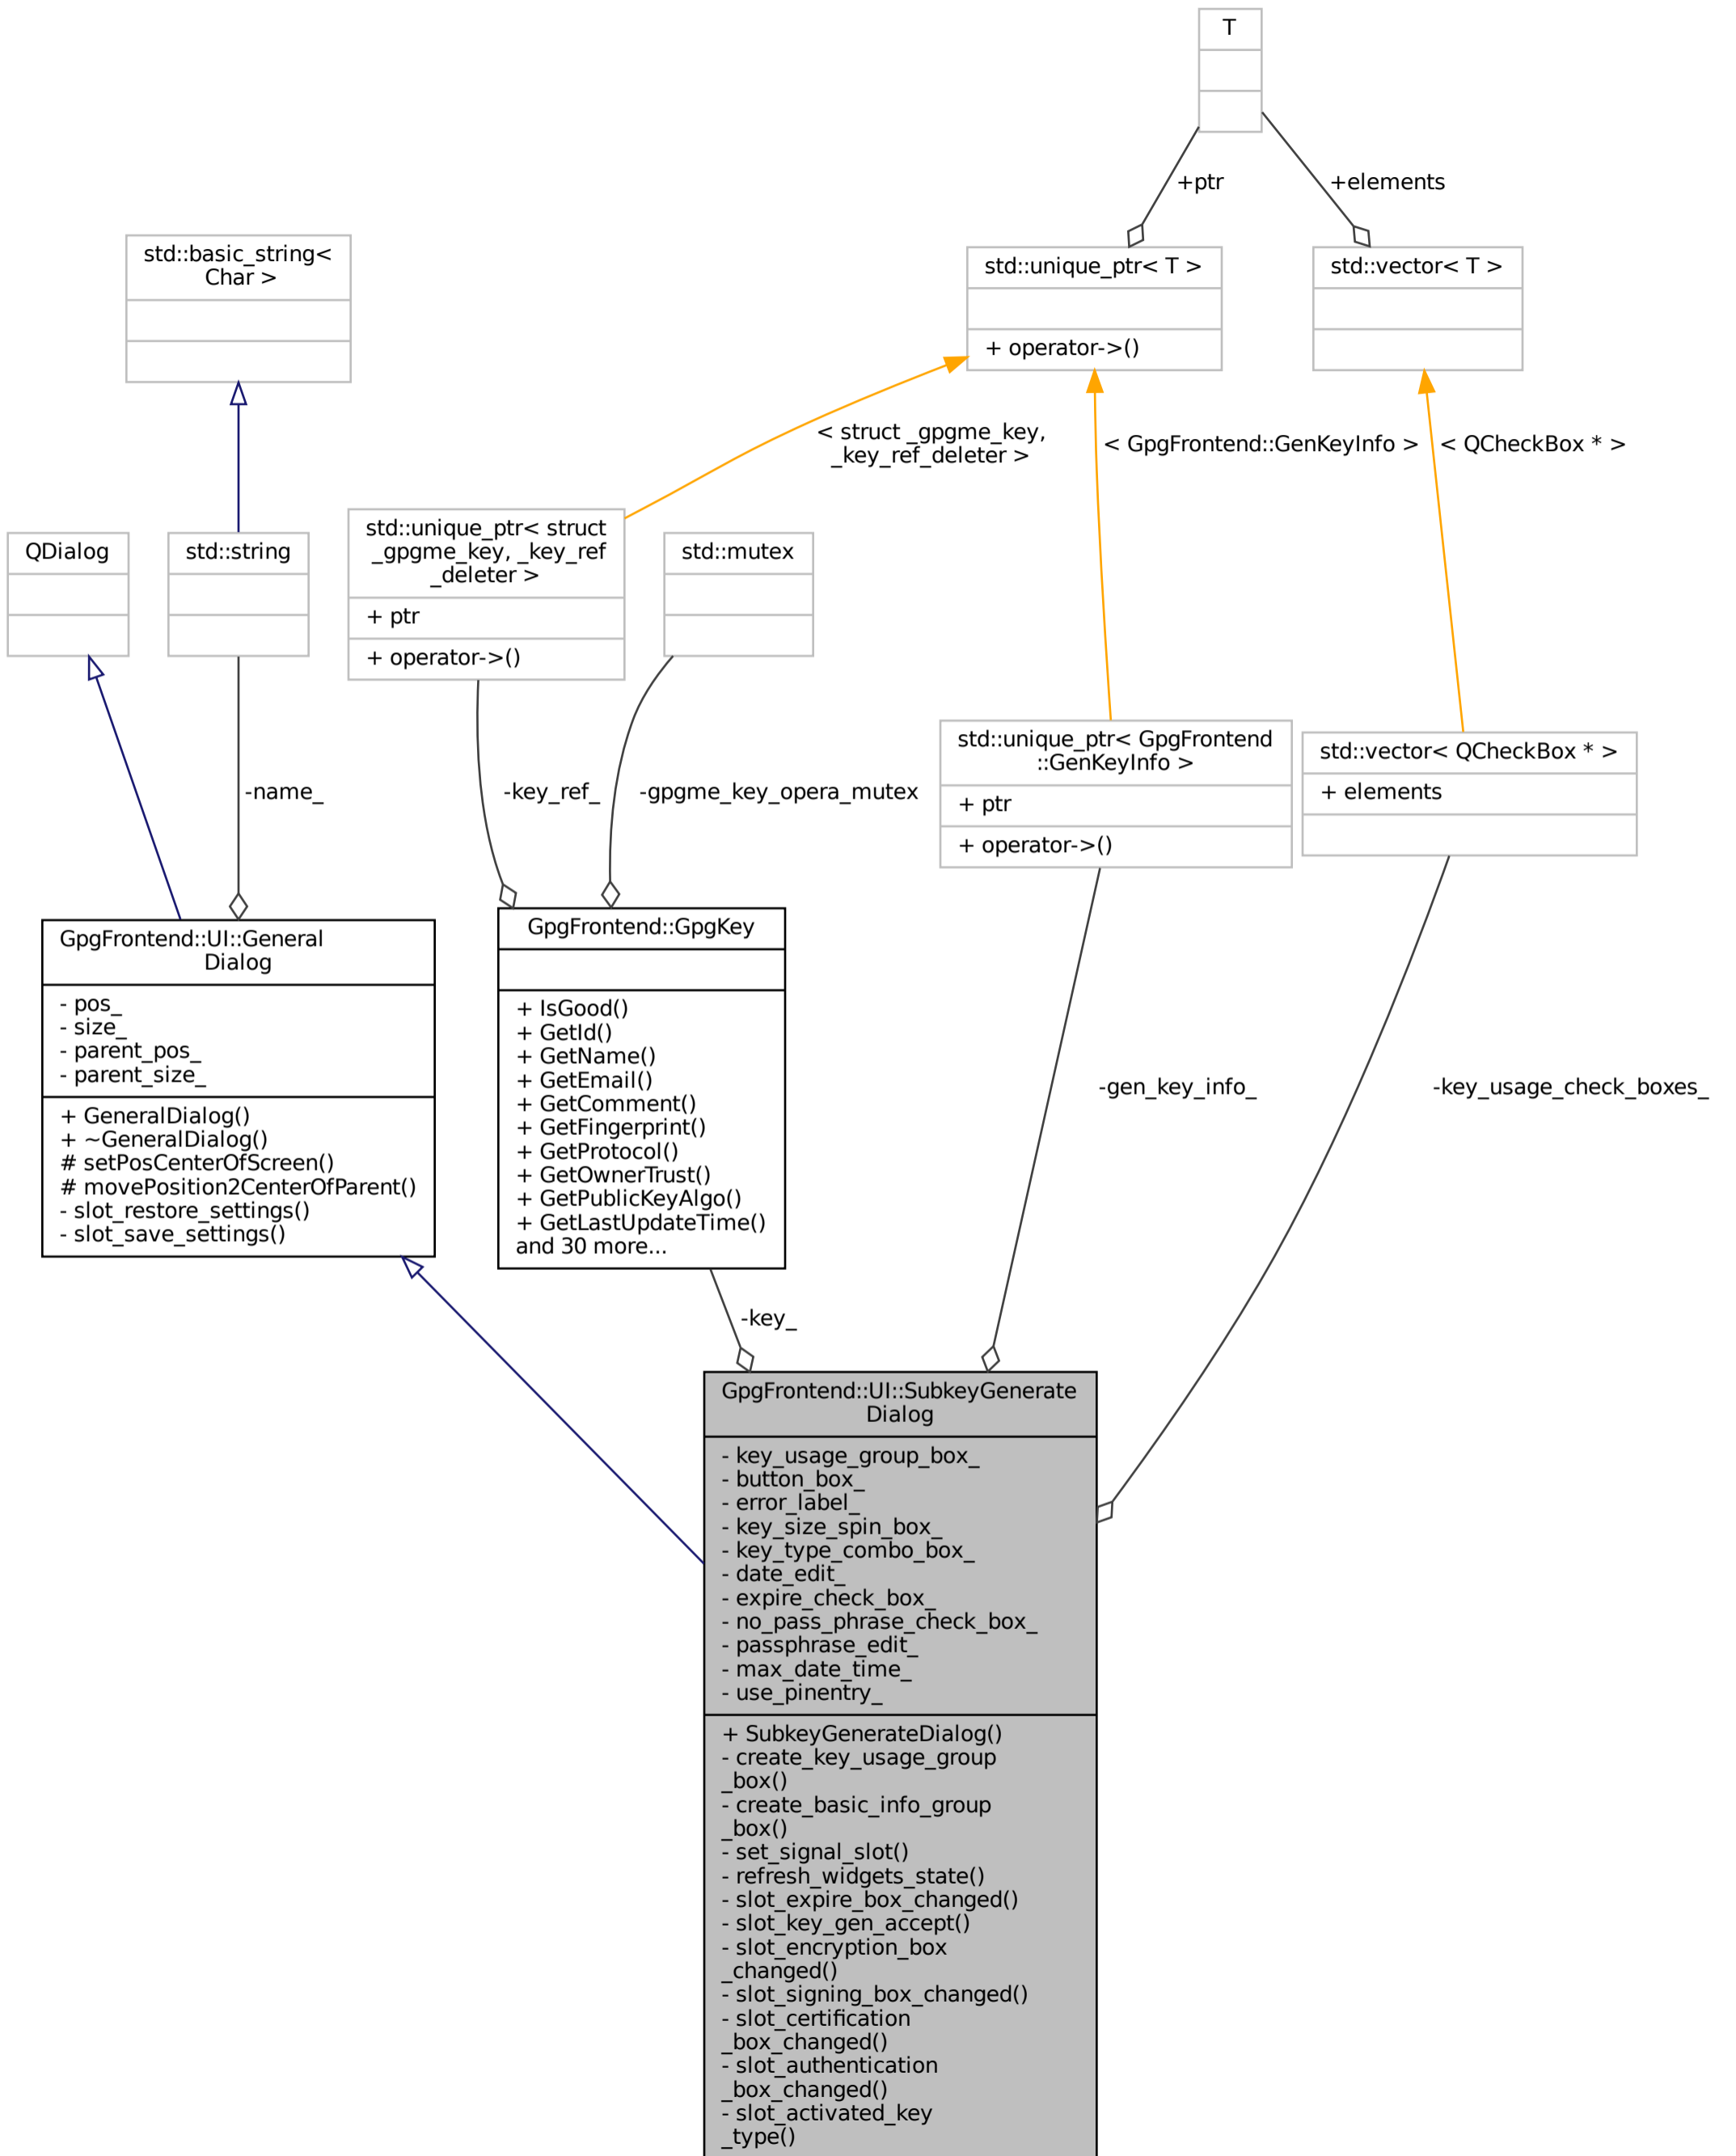 T
+ptr
+elements
std::basic_string<
Char >
std::unique_ptr< T >
+ operator->()
std::vector< T >
< struct _gpgme_key,
_key_ref_deleter >
< GpgFrontend::GenKeyInfo >
< QCheckBox * >
QDialog
std::string
std::unique_ptr< struct
_gpgme_key, _key_ref
_deleter >
+ ptr
+ operator->()
std::mutex
std::unique_ptr< GpgFrontend
::GenKeyInfo >
+ ptr
+ operator->()
std::vector< QCheckBox * >
+ elements
-name_
-key_ref_
-gpgme_key_opera_mutex
GpgFrontend::UI::General
Dialog
- pos_
- size_
- parent_pos_
- parent_size_
+ GeneralDialog()
+ ~GeneralDialog()
# setPosCenterOfScreen()
# movePosition2CenterOfParent()
- slot_restore_settings()
- slot_save_settings()
GpgFrontend::GpgKey
+ IsGood()
+ GetId()
+ GetName()
+ GetEmail()
+ GetComment()
+ GetFingerprint()
+ GetProtocol()
+ GetOwnerTrust()
+ GetPublicKeyAlgo()
+ GetLastUpdateTime()
and 30 more...
-gen_key_info_
-key_usage_check_boxes_
-key_
GpgFrontend::UI::SubkeyGenerate
Dialog
- key_usage_group_box_
- button_box_
- error_label_
- key_size_spin_box_
- key_type_combo_box_
- date_edit_
- expire_check_box_
- no_pass_phrase_check_box_
- passphrase_edit_
- max_date_time_
- use_pinentry_
+ SubkeyGenerateDialog()
- create_key_usage_group
_box()
- create_basic_info_group
_box()
- set_signal_slot()
- refresh_widgets_state()
- slot_expire_box_changed()
- slot_key_gen_accept()
- slot_encryption_box
_changed()
- slot_signing_box_changed()
- slot_certification
_box_changed()
- slot_authentication
_box_changed()
- slot_activated_key
_type()